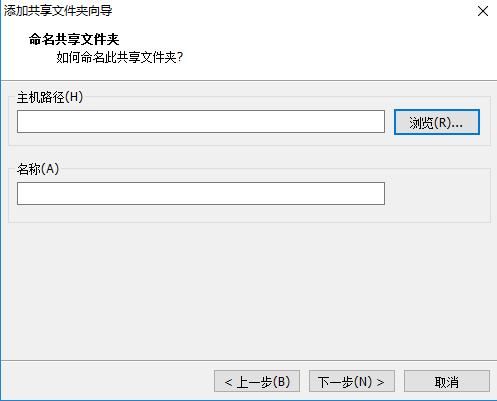 添加共享文件夹向导
命名共享文件夹
如何命名此共享文件夹?
主机路径(H)
浏览(R)...
名称(A)
< 上一步(B)
下一步(N) >
取消